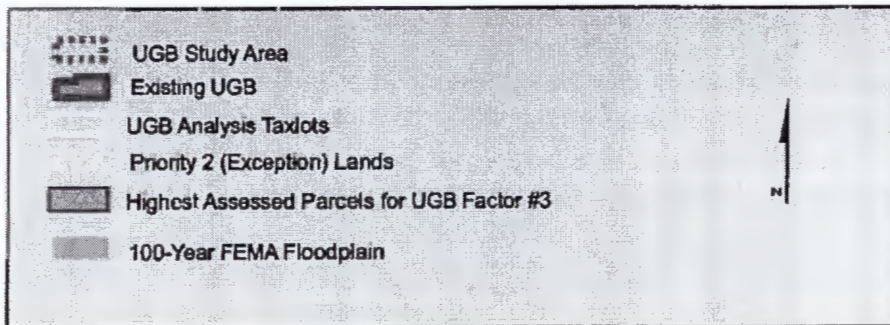 UGB Study Area
Existing UGB
UGB Analysis Taxlots
Priority 2 (Exception) Lands
Highest Assessed Parcels for UGB Factor #3
100-Year FEMA Floodplain
N